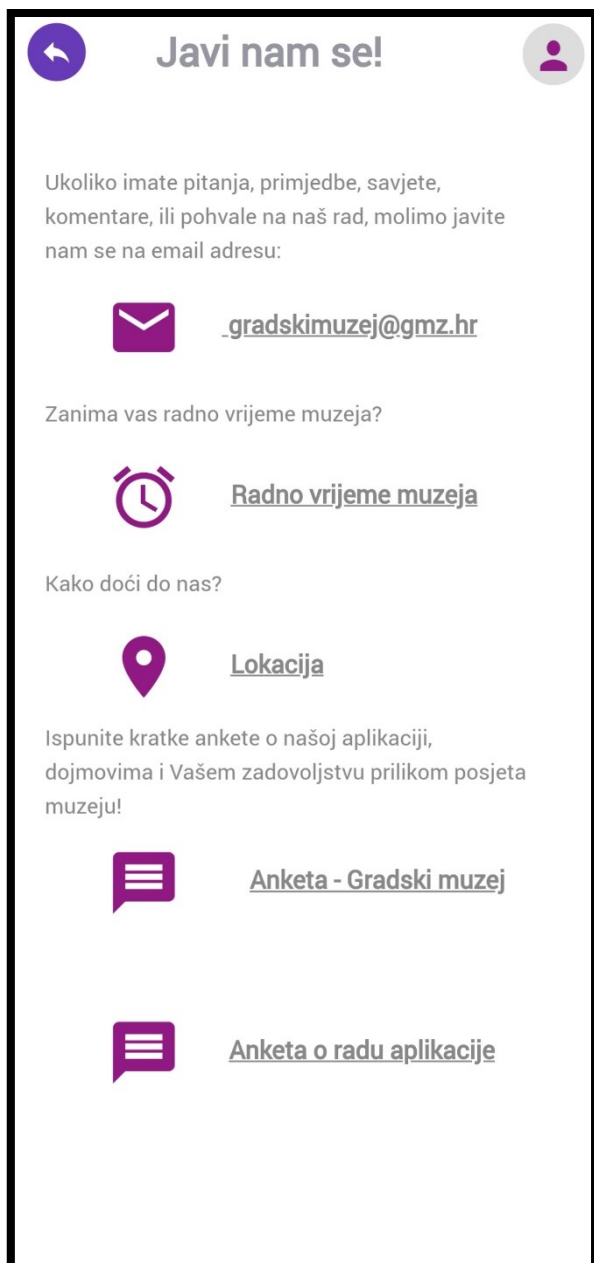 Javi nam se!
Ukoliko imate pitanja, primjedbe, savjete,
komentare, ili pohvale na naš rad, molimo javite
nam se na email adresu:
gradskimuzej@gmz.hr
Zanima vas radno vrijeme muzeja?
Radno vrijeme muzeja
Kako doći do nas?
Lokacija
Ispunite kratke ankete o našoj aplikaciji,
dojmovima i Vašem zadovoljstvu prilikom posjeta
muzeju!
Anketa - Gradski muzej
Anketa o radu aplikacije